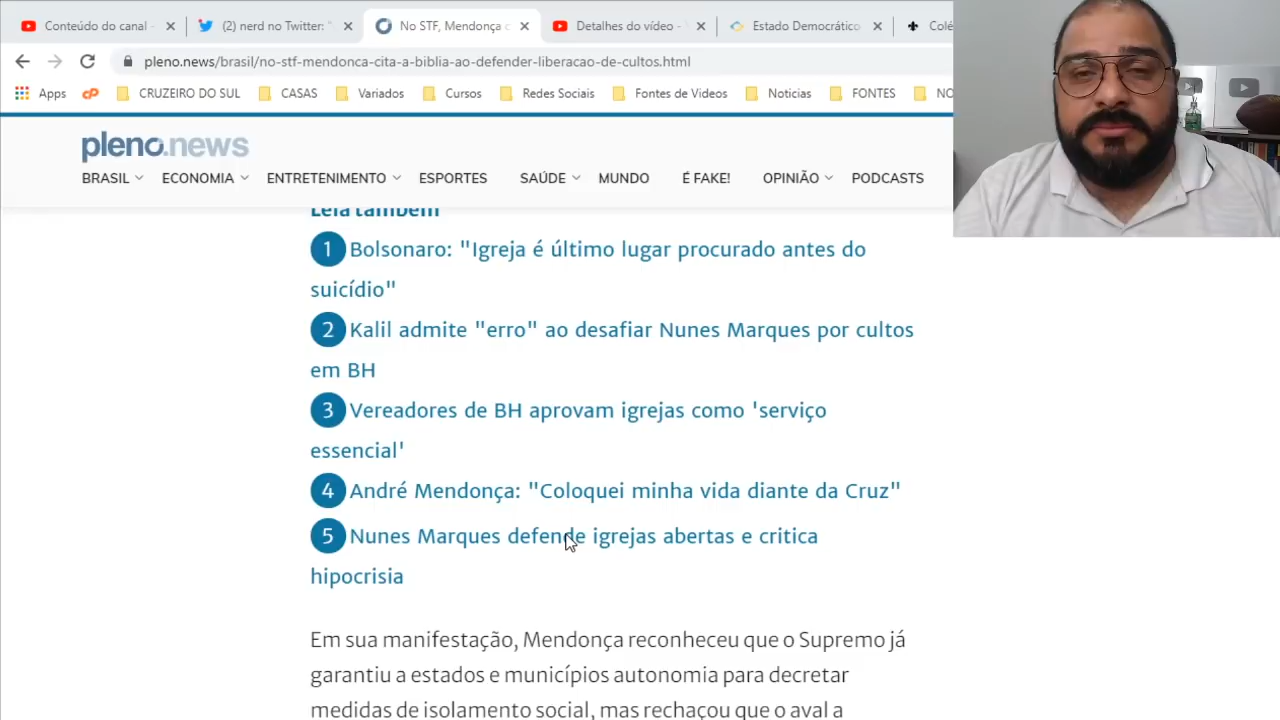 Conteúdo do canal -
(2) nerd no Twitter: "
No STF, Mendonça c
Detalhes do vídeo -
Estado Democrático
Colé
pleno.news/brasil/no-stf-mendonca-cita-a-biblia-ao-defender-liberacao-de-cultos.html
Apps
CRUZEIRO DO SUL
CASAS
Variados
Cursos
Redes Sociais
Fontes de Videos
Noticias
FONTES
NO
pleno.news
BRASIL
ECONOMIA
ENTRETENIMENTO
ESPORTES
SAÚDE
MUNDO
É FAKE!
OPINIÃO
PODCASTS
Leia também
1 Bolsonaro: "Igreja é último lugar procurado antes do
suicídio"
2 Kalil admite "erro" ao desafiar Nunes Marques por cultos
em BH
3 Vereadores de BH aprovam igrejas como 'serviço
essencial'
4 André Mendonça: "Coloquei minha vida diante da Cruz"
5 Nunes Marques defende igrejas abertas e critica
hipocrisia
Em sua manifestação, Mendonça reconheceu que o Supremo já
garantiu a estados e municípios autonomia para decretar
medidas de isolamento social, mas rechaçou que o aval a